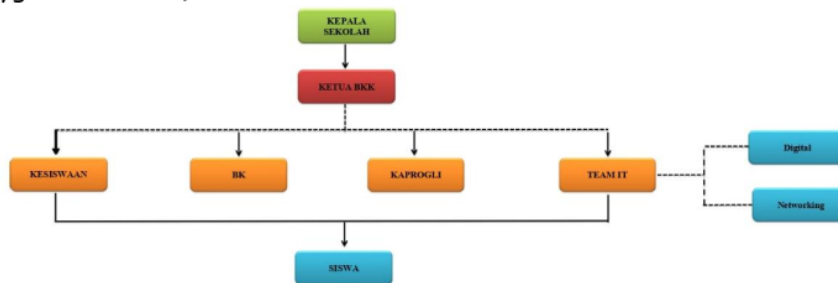 KEPALA
SEKOLAH
KETUA BKK
KESISWAAN
BK
KAPROGLI
TEAM IT
Digital
Networking
SISWA